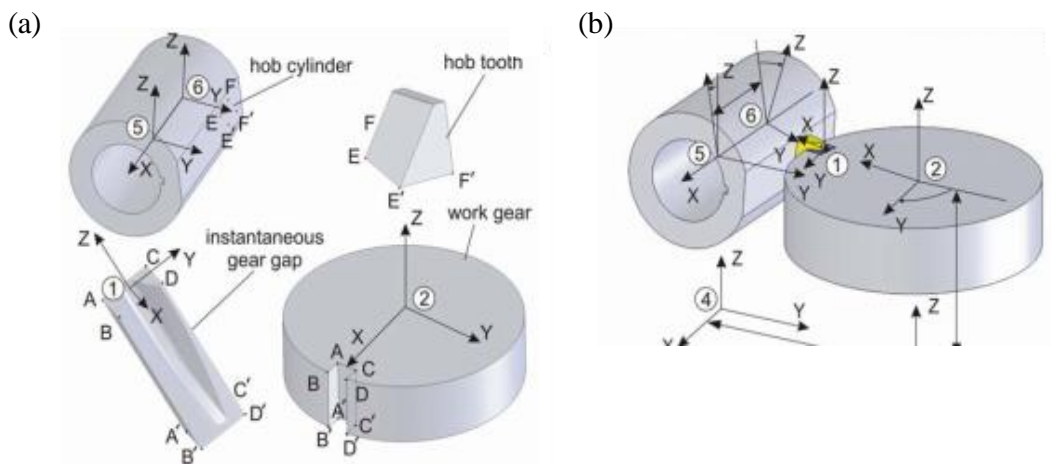 (a)
Z
Z
6
F
Y
E F'
E'
hob cylinder
5
Y
X
hob tooth
F
E
E'
F'
work gear
Z
C
Y
D
instantaneous
gear gap
1
A
X
B
C'
D'
A'
B'
Z
2
X
Y
A
C
B
D
A'
C'
B'
D'
(b)
Z
Z
6
X
5
1
Y
Y
Y
X
Z
X
2
Y
Z
4
Y
Z